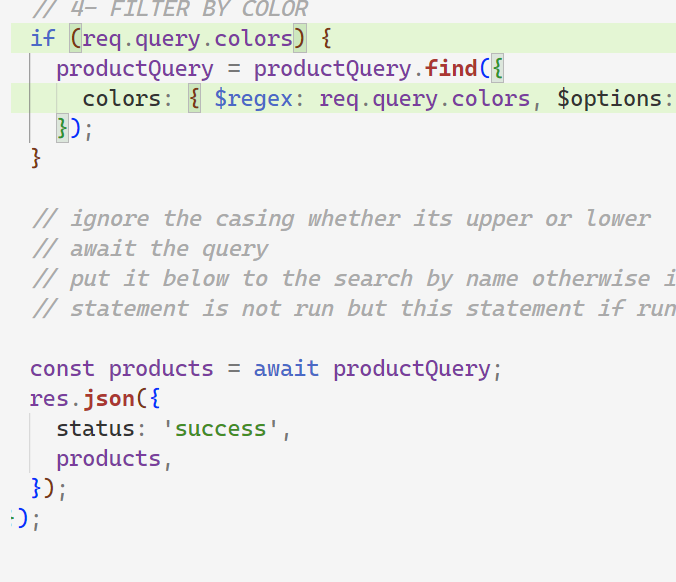 // 4- FILTER BY COLOR
if (req.query.colors) {
productQuery = productQuery.find({
colors: { $regex: req.query.colors, $options:
});
}
// ignore the casing whether its upper or lower
// await the query
// put it below to the search by name otherwise i
// statement is not run but this statement if run
const products = await productQuery;
res.json({
status: 'success',
products,
});
});